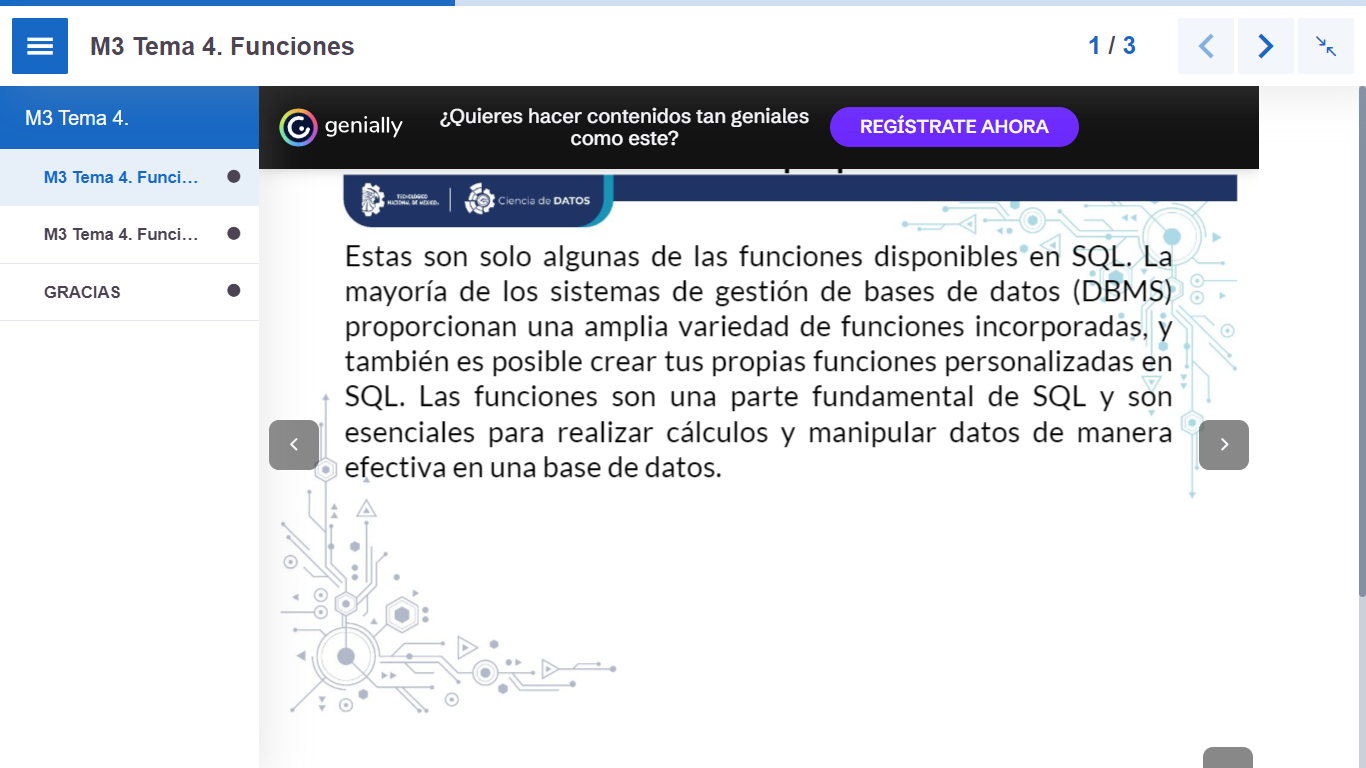 M3 Tema 4. Funciones
1 / 3
M3 Tema 4.
M3 Tema 4. Funci...
M3 Tema 4. Funci...
GRACIAS
genially
¿Quieres hacer contenidos tan geniales
como este?
REGÍSTRATE AHORA
TECNOLÓGICO
NACIONAL DE MÉXICO.
Ciencia de DATOS
Estas son solo algunas de las funciones disponibles en SQL. La
mayoría de los sistemas de gestión de bases de datos (DBMS)
proporcionan una amplia variedad de funciones incorporadas, y
también es posible crear tus propias funciones personalizadas en
SQL. Las funciones son una parte fundamental de SQL y son
esenciales para realizar cálculos y manipular datos de manera
efectiva en una base de datos.